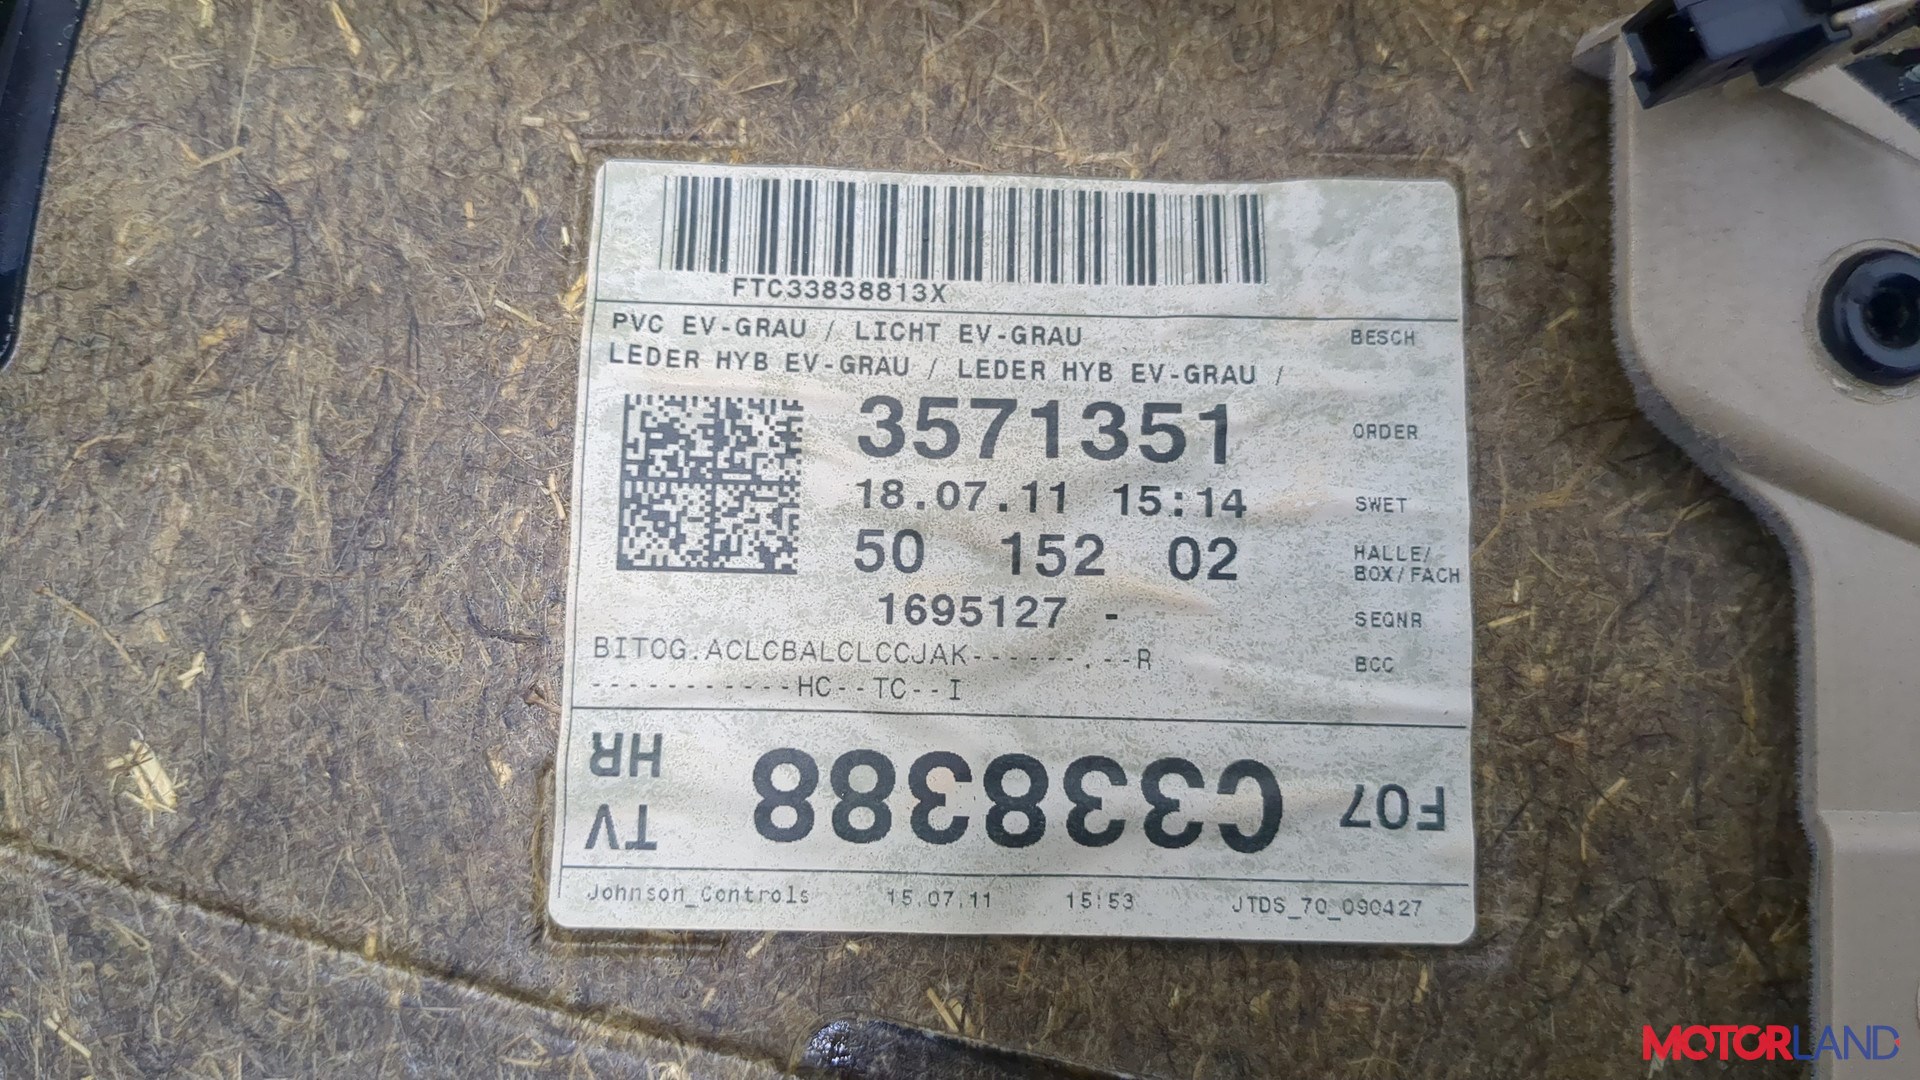 FTC33838813X
PVC EV-GRAU / LICHT EV-GRAU BESCH
LEDER HYB EV-GRAU / LEDER HYB EV-GRAU /
3571351 ORDER
18.07.11 15:14 SWET
50 152 02 HALLE/
BOX/FACH
1695127 - SEQNR
BITOG.ACLCBALCLCCJAK------.--R BCC
-----------HC--TC--I
F07 C338388 TV
HR
Johnson_Controls 15.07.11 15:53 JTDS_70_090427
MOTORLAND